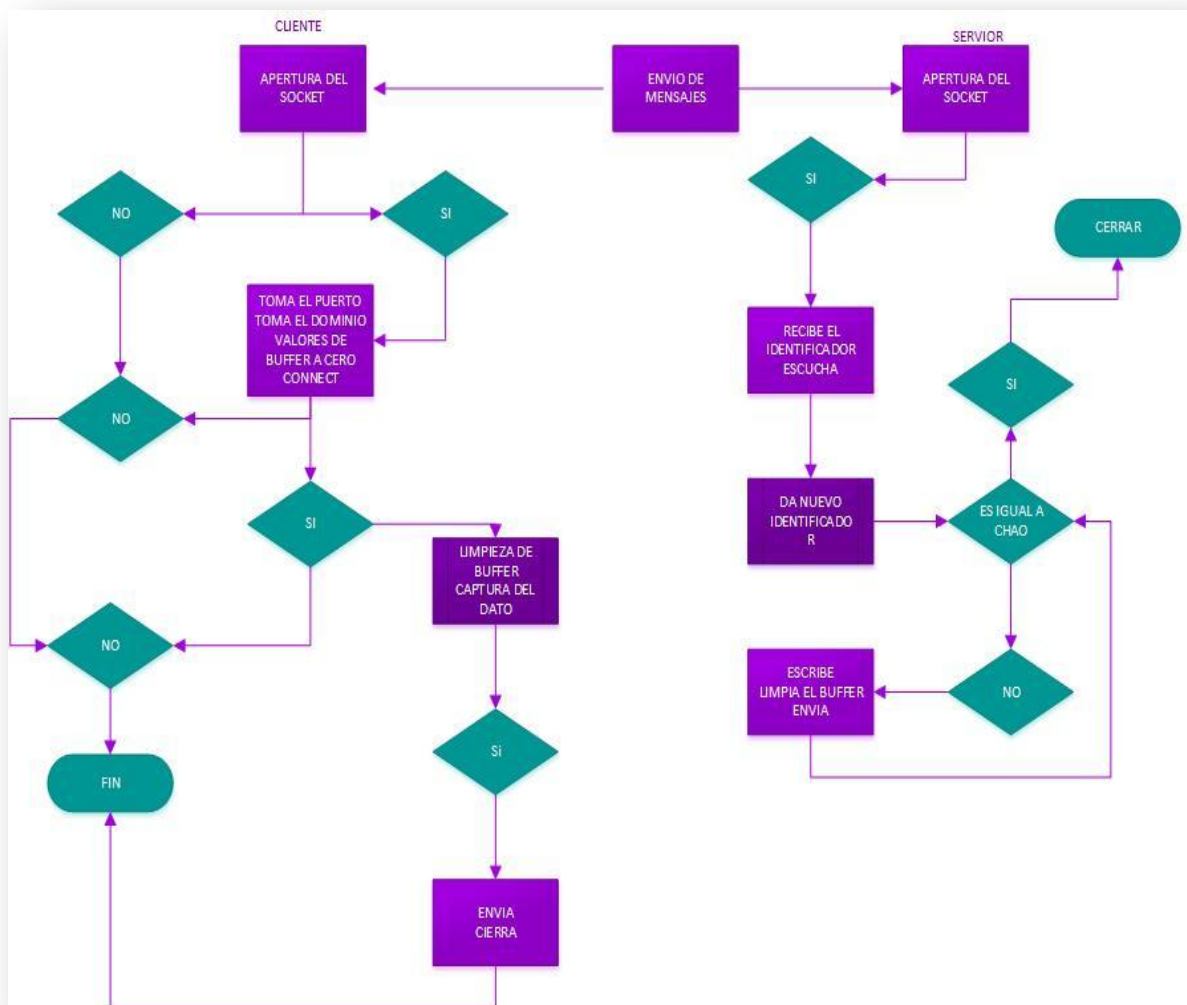 CLIENTE
SERVIOR
APERTURA DEL
SOCKET
ENVIO DE
MENSAJES
APERTURA DEL
SOCKET
NO
SI
SI
CERRAR
TOMA EL PUERTO
TOMA EL DOMINIO
VALORES DE
BUFFER A CERO
CONNECT
RECIBE EL
IDENTIFICADOR
ESCUCHA
NO
SI
SI
DA NUEVO
IDENTIFICADO
R
ES IGUAL A
CHAO
LIMPIEZA DE
BUFFER
CAPTURA DEL
DATO
NO
ESCRIBE
LIMPIA EL BUFFER
ENVIA
NO
Si
FIN
ENVIA
CIERRA